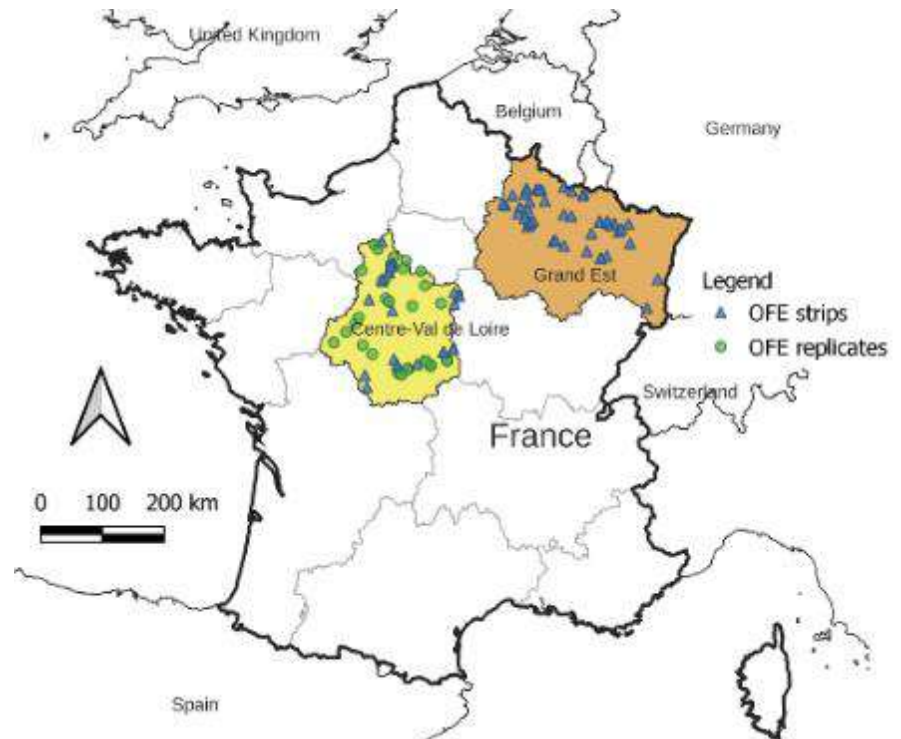 United Kingdom
Belgium
Germany
Grand Est
Legend
OFE strips
Centre-Val de Loire
OFE replicates
Switzerland
France
0 100 200 km
Spain